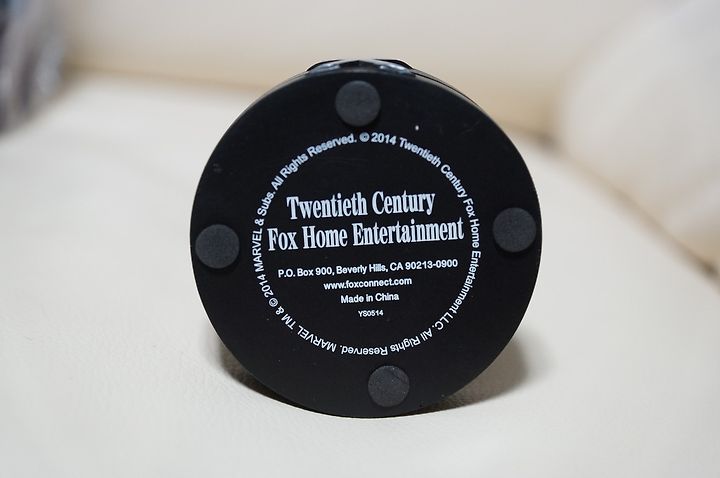 Twentieth Century
Fox Home Entertainment
P.O. Box 900, Beverly Hills, CA 90213-0900
www.foxconnect.com
Made in China
YS0514
MARVEL TM & © 2014 MARVEL & Subs. All Rights Reserved. © 2014 Twentieth Century Fox Home Entertainment LLC. All Rights Reserved.